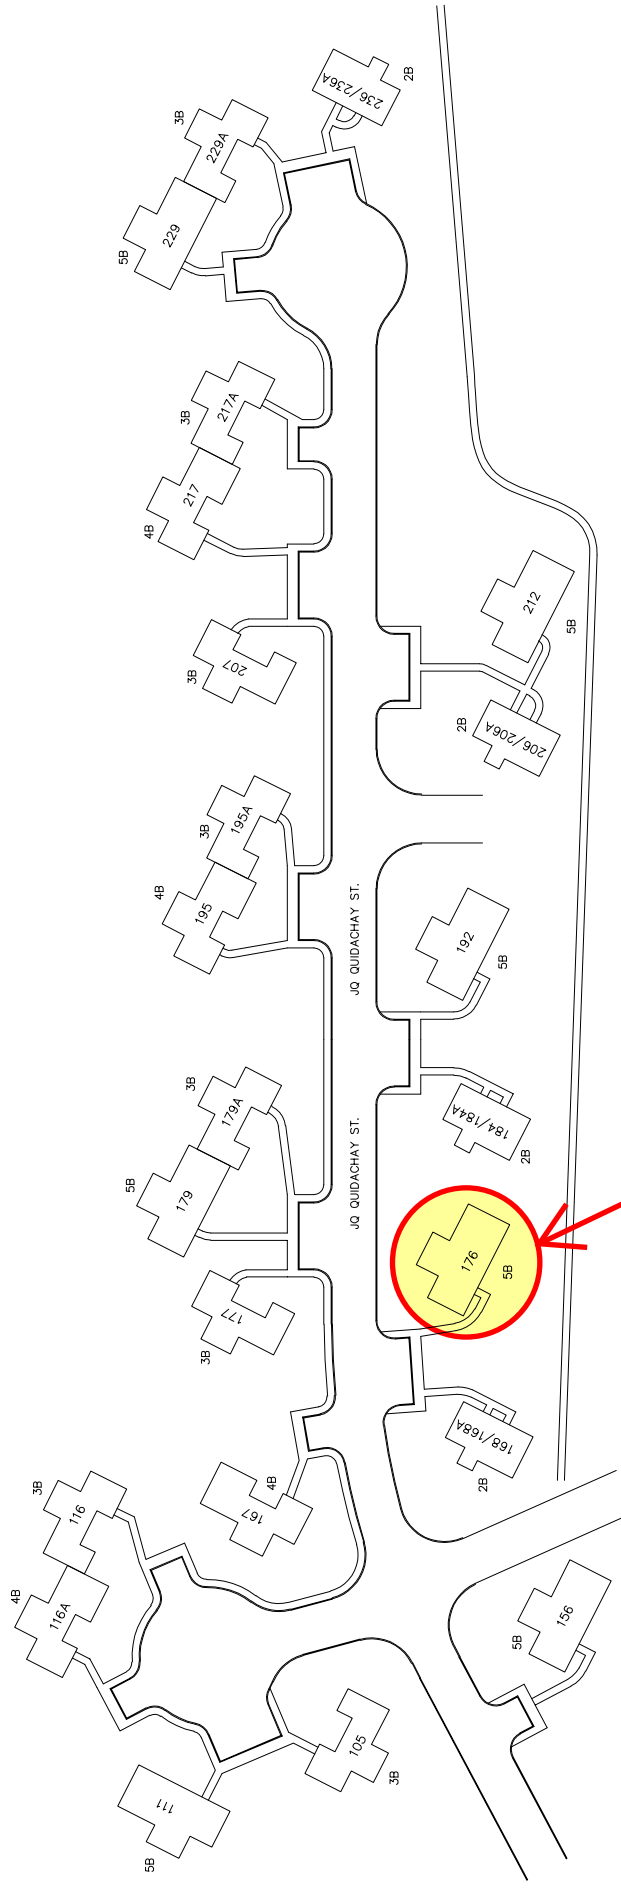 2B
236/236A
3B
229A
229
5B
3B
217A
217
4B
212
5B
207
3B
2B
206/206A
3B
195A
4B
195
JQ QUIDACHAY ST.
192
5B
3B
179A
184/184A
2B
5B
179
JQ QUIDACHAY ST.
176
5B
177
3B
168/168A
2B
4B
167
3B
116
4B
116A
156
5B
105
3B
111
5B